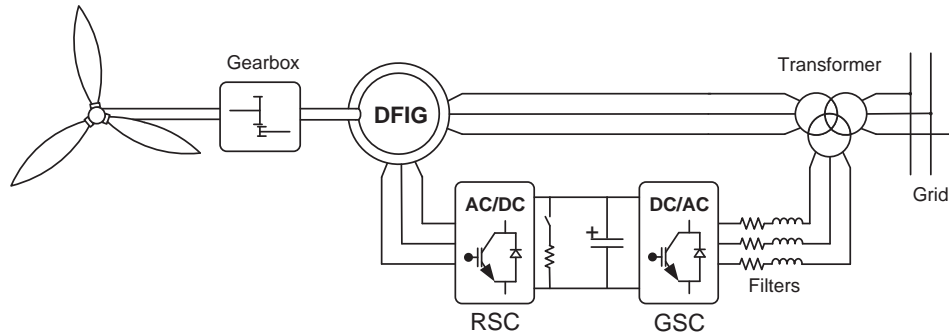 Gearbox
Transformer
DFIG
Grid
AC/DC
DC/AC
+
Filters
RSC
GSC